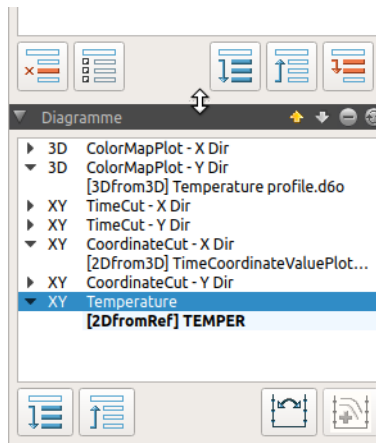 Diagramme
3D ColorMapPlot - X Dir
3D ColorMapPlot - Y Dir
[3Dfrom3D] Temperature profile.d6o
XY TimeCut - X Dir
XY TimeCut - Y Dir
XY CoordinateCut - X Dir
[2Dfrom3D] TimeCoordinateValuePlot...
XY CoordinateCut - Y Dir
XY Temperature
[2DfromRef] TEMPER